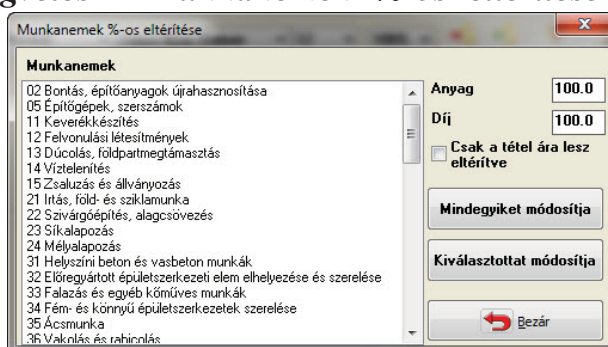 Munkanemek %-os eltérítése
Munkanemek
02 Bontás, építőanyagok újrahasznosítása
05 Építőgépek, szerszámok
11 Keverékkészítés
12 Felvonulási létesítmények
13 Dúcolás, földpartmegtámasztás
14 Víztelenítés
15 Zsaluzás és állványozás
21 Irtás, föld- és sziklamunka
22 Szivárgóépítés, alagcsövezés
23 Síkalapozás
24 Mélyalapozás
31 Helyszíni beton és vasbeton munkák
32 Előregyártott épületszerkezeti elem elhelyezése és szerelése
33 Falazás és egyéb kőműves munkák
34 Fém- és könnyű épületszerkezetek szerelése
35 Ácsmunka
36 Vakolás és rabicolás
Anyag 100.0
Díj 100.0
Csak a tétel ára lesz
eltérítve
Mindegyiket módosítja
Kiválasztottat módosítja
Bezár